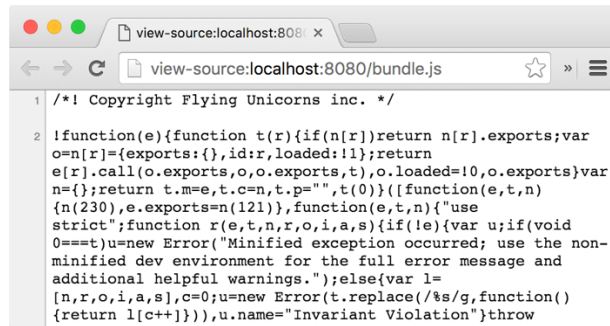 view-source:localhost:808
view-source:localhost:8080/bundle.js
»
1 /*! Copyright Flying Unicorns inc. */
2 !function(e){function t(r){if(n[r])return n[r].exports;var
o=n[r]={exports:{},id:r,loaded:!1};return
e[r].call(o.exports,o,o.exports,t),o.loaded=!0,o.exports}var
n={};return t.m=e,t.c=n,t.p="",t(0)}([function(e,t,n)
{n(230),e.exports=n(121)},function(e,t,n){"use
strict";function r(e,t,n,r,o,i,a,s){if(!e){var u;if(void
0===t)u=new Error("Minified exception occurred; use the non-
minified dev environment for the full error message and
additional helpful warnings.");else{var l=
[n,r,o,i,a,s],c=0;u=new Error(t.replace(/%s/g,function()
{return l[c++]})),u.name="Invariant Violation"}throw